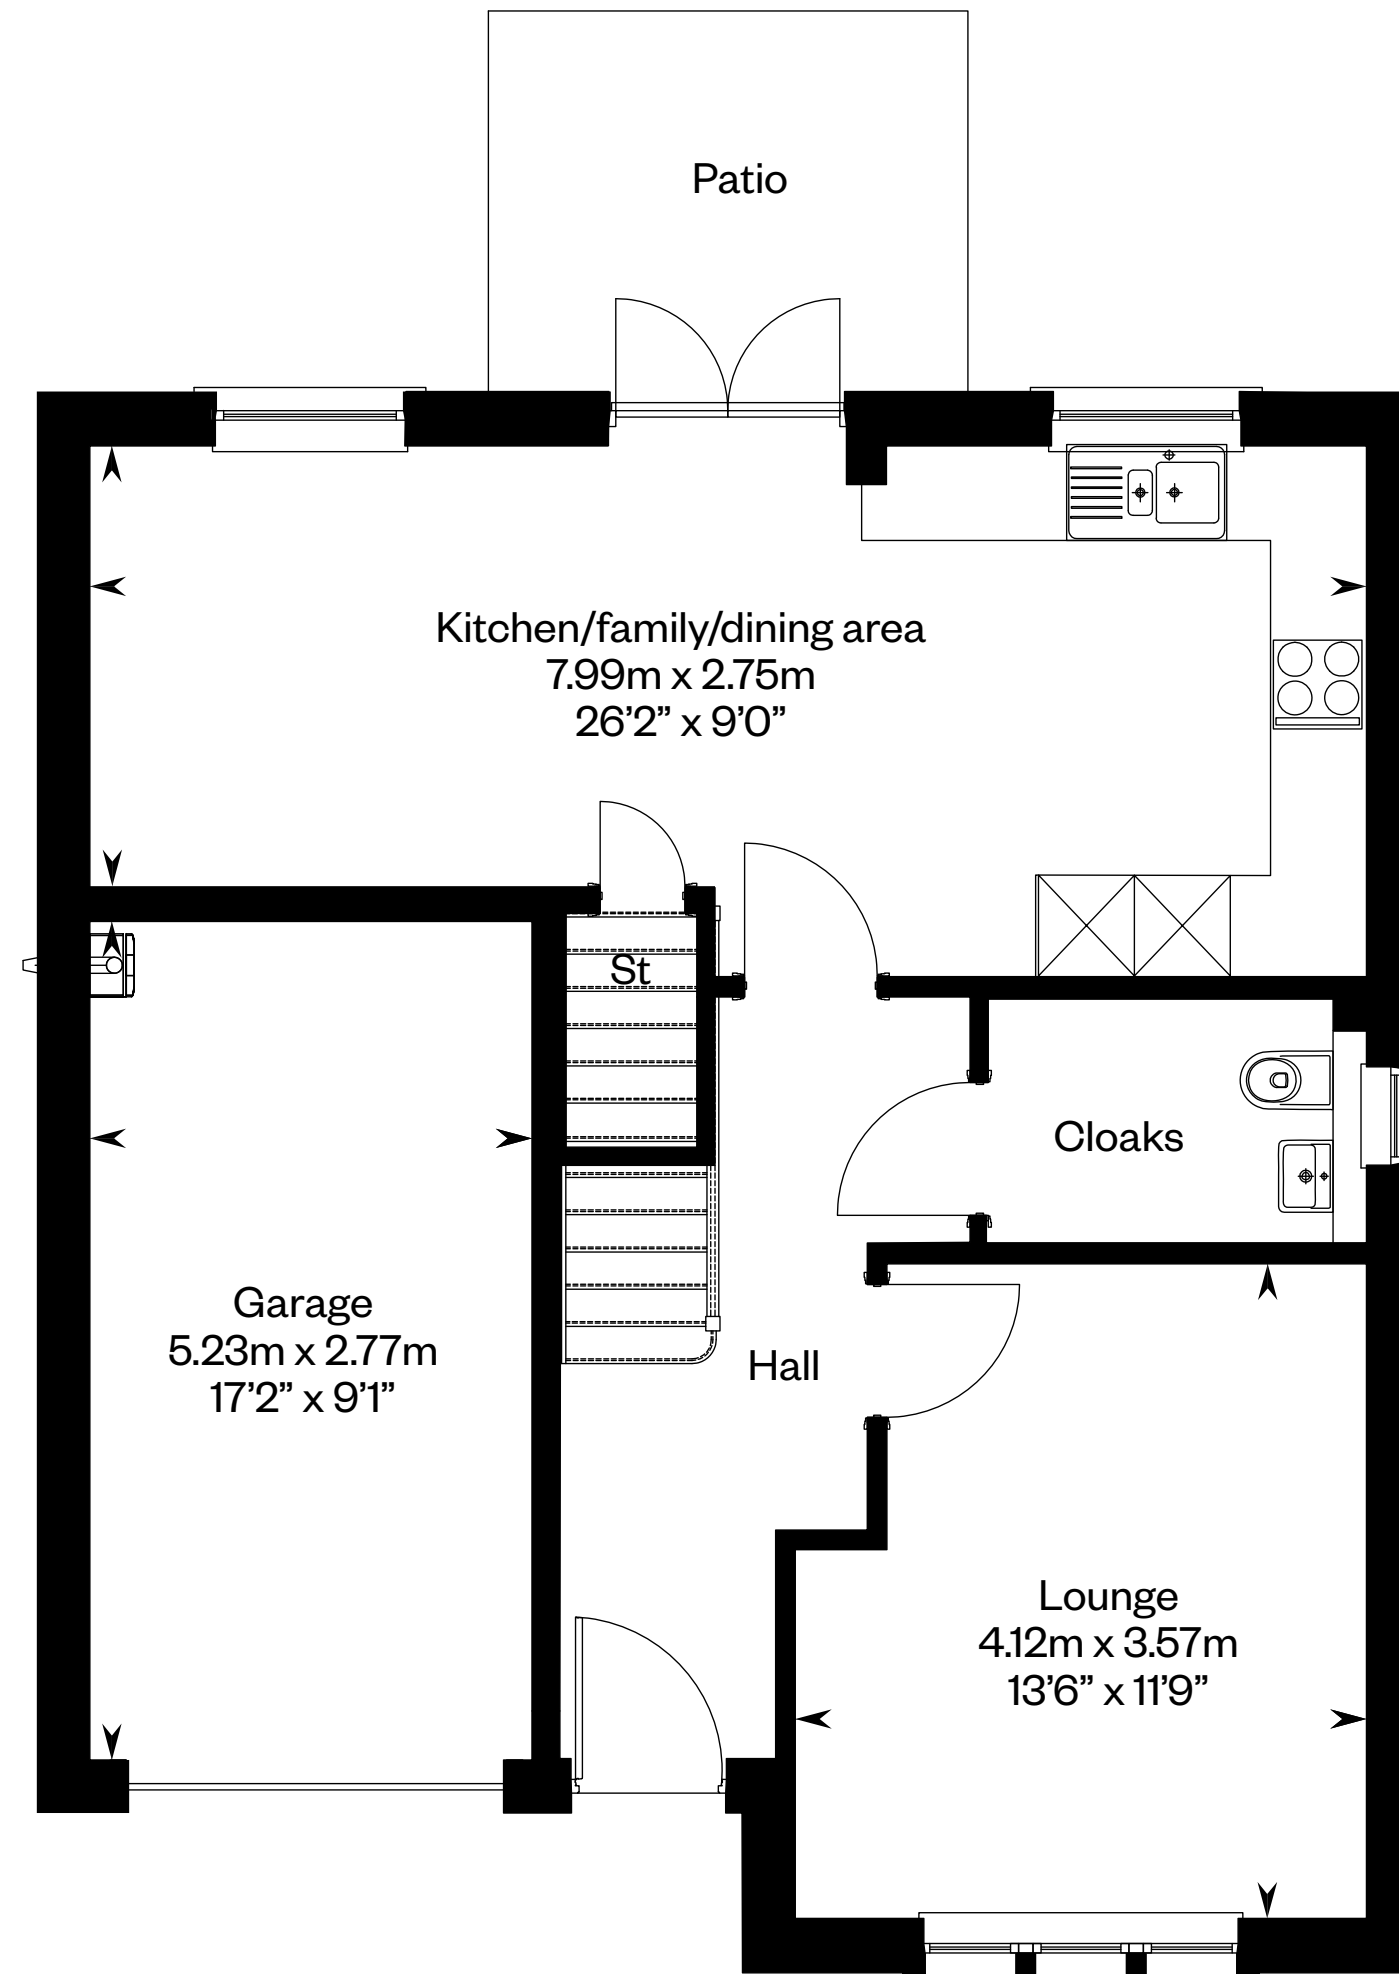 Patio
Kitchen/family/dining area
7.99m x 2.75m
26’2” x 9’0”
St
Cloaks
Garage
5.23m x 2.77m
17’2” x 9’1”
Hall
Lounge
4.12m x 3.57m
13’6” x 11’9”